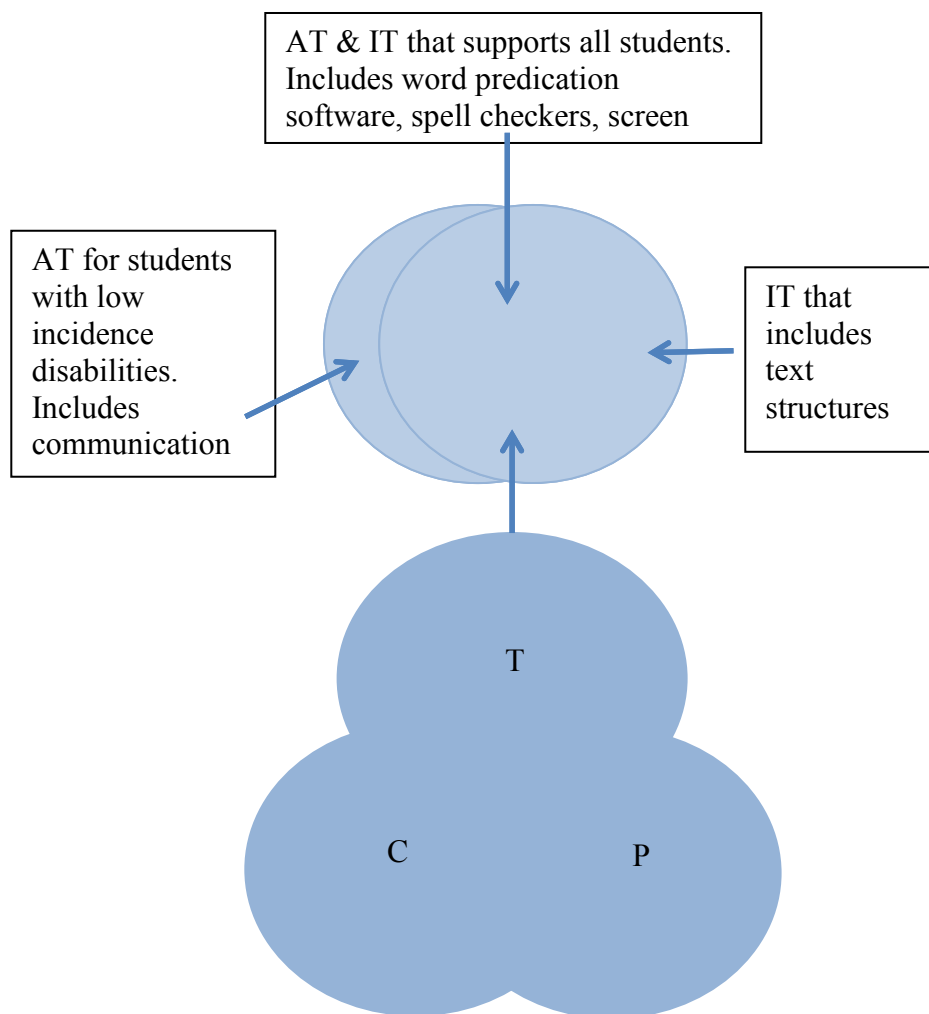 AT & IT that supports all students.
Includes word predication
software, spell checkers, screen
AT for students
with low
incidence
disabilities.
Includes
communication
IT that
includes
text
structures
T
C
P